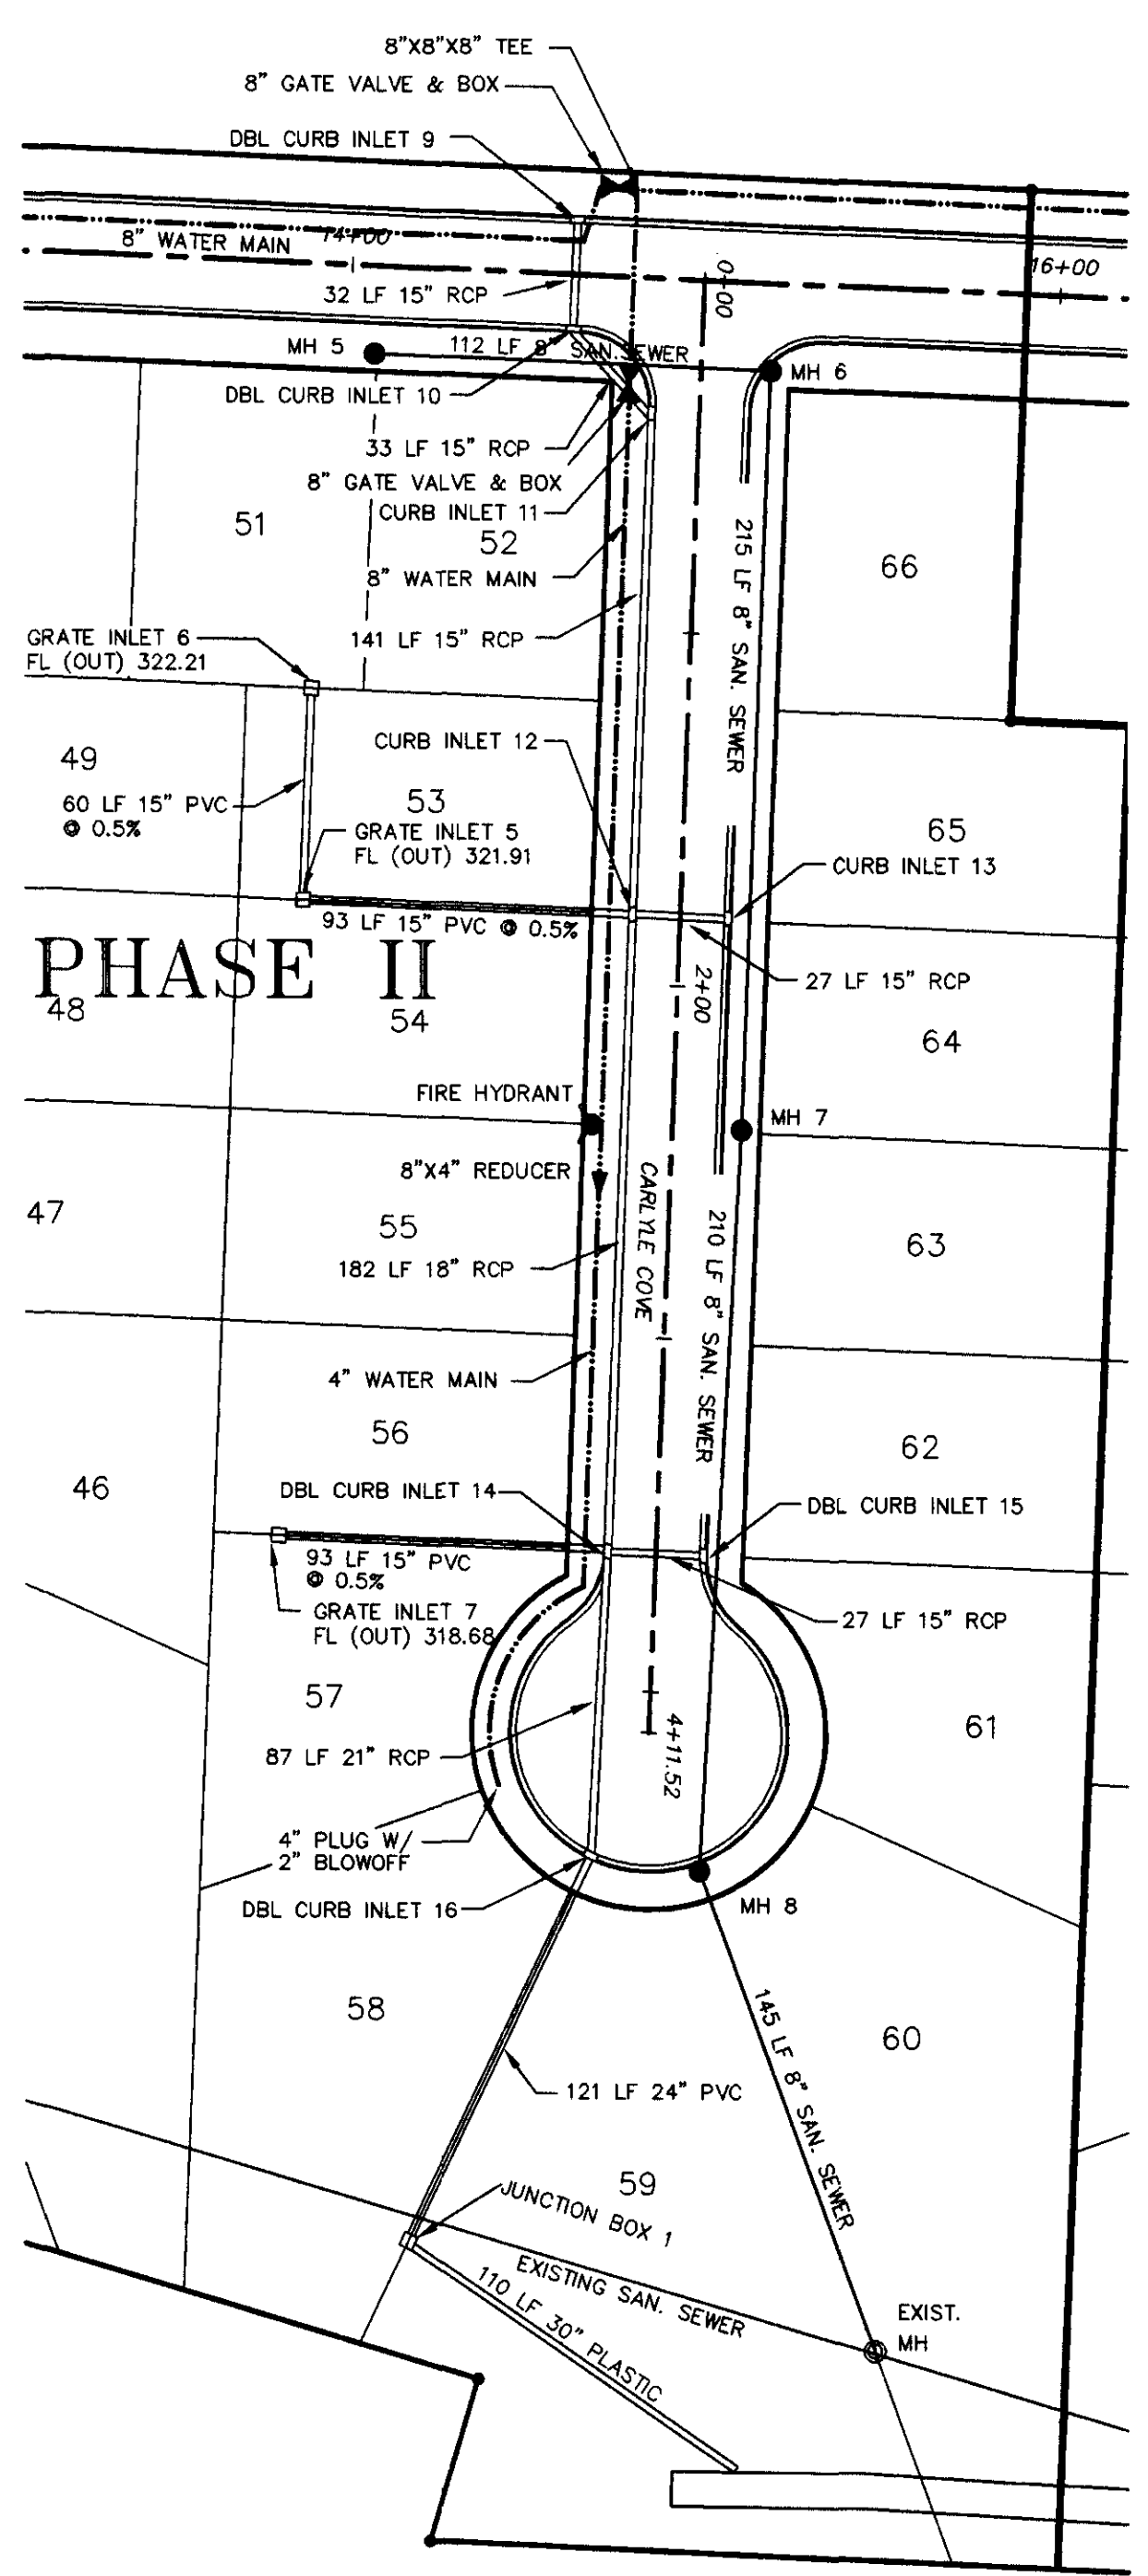 8"X8"X8" TEE
8" GATE VALVE & BOX
DBL CURB INLET 9
8" WATER MAIN
14+00
0+00
16+00
32 LF 15" RCP
MH 5
112 LF 8" SAN. SEWER
MH 6
DBL CURB INLET 10
33 LF 15" RCP
8" GATE VALVE & BOX
CURB INLET 11
51
52
66
8" WATER MAIN
215 LF 8" SAN. SEWER
141 LF 15" RCP
GRATE INLET 6
FL (OUT) 322.21
CURB INLET 12
49
53
60 LF 15" PVC
@ 0.5%
GRATE INLET 5
FL (OUT) 321.91
65
CURB INLET 13
93 LF 15" PVC @ 0.5%
PHASE II
27 LF 15" RCP
2+00
48
54
64
FIRE HYDRANT
MH 7
8"X4" REDUCER
CARLYLE COVE
47
55
210 LF 8" SAN. SEWER
63
182 LF 18" RCP
4" WATER MAIN
56
62
46
DBL CURB INLET 14
DBL CURB INLET 15
93 LF 15" PVC
@ 0.5%
GRATE INLET 7
FL (OUT) 318.68
27 LF 15" RCP
57
61
4+11.52
87 LF 21" RCP
4" PLUG W/
2" BLOWOFF
DBL CURB INLET 16
MH 8
58
145 LF 8" SAN. SEWER
60
121 LF 24" PVC
59
JUNCTION BOX 1
EXISTING SAN. SEWER
110 LF 30" PLASTIC
EXIST.
MH